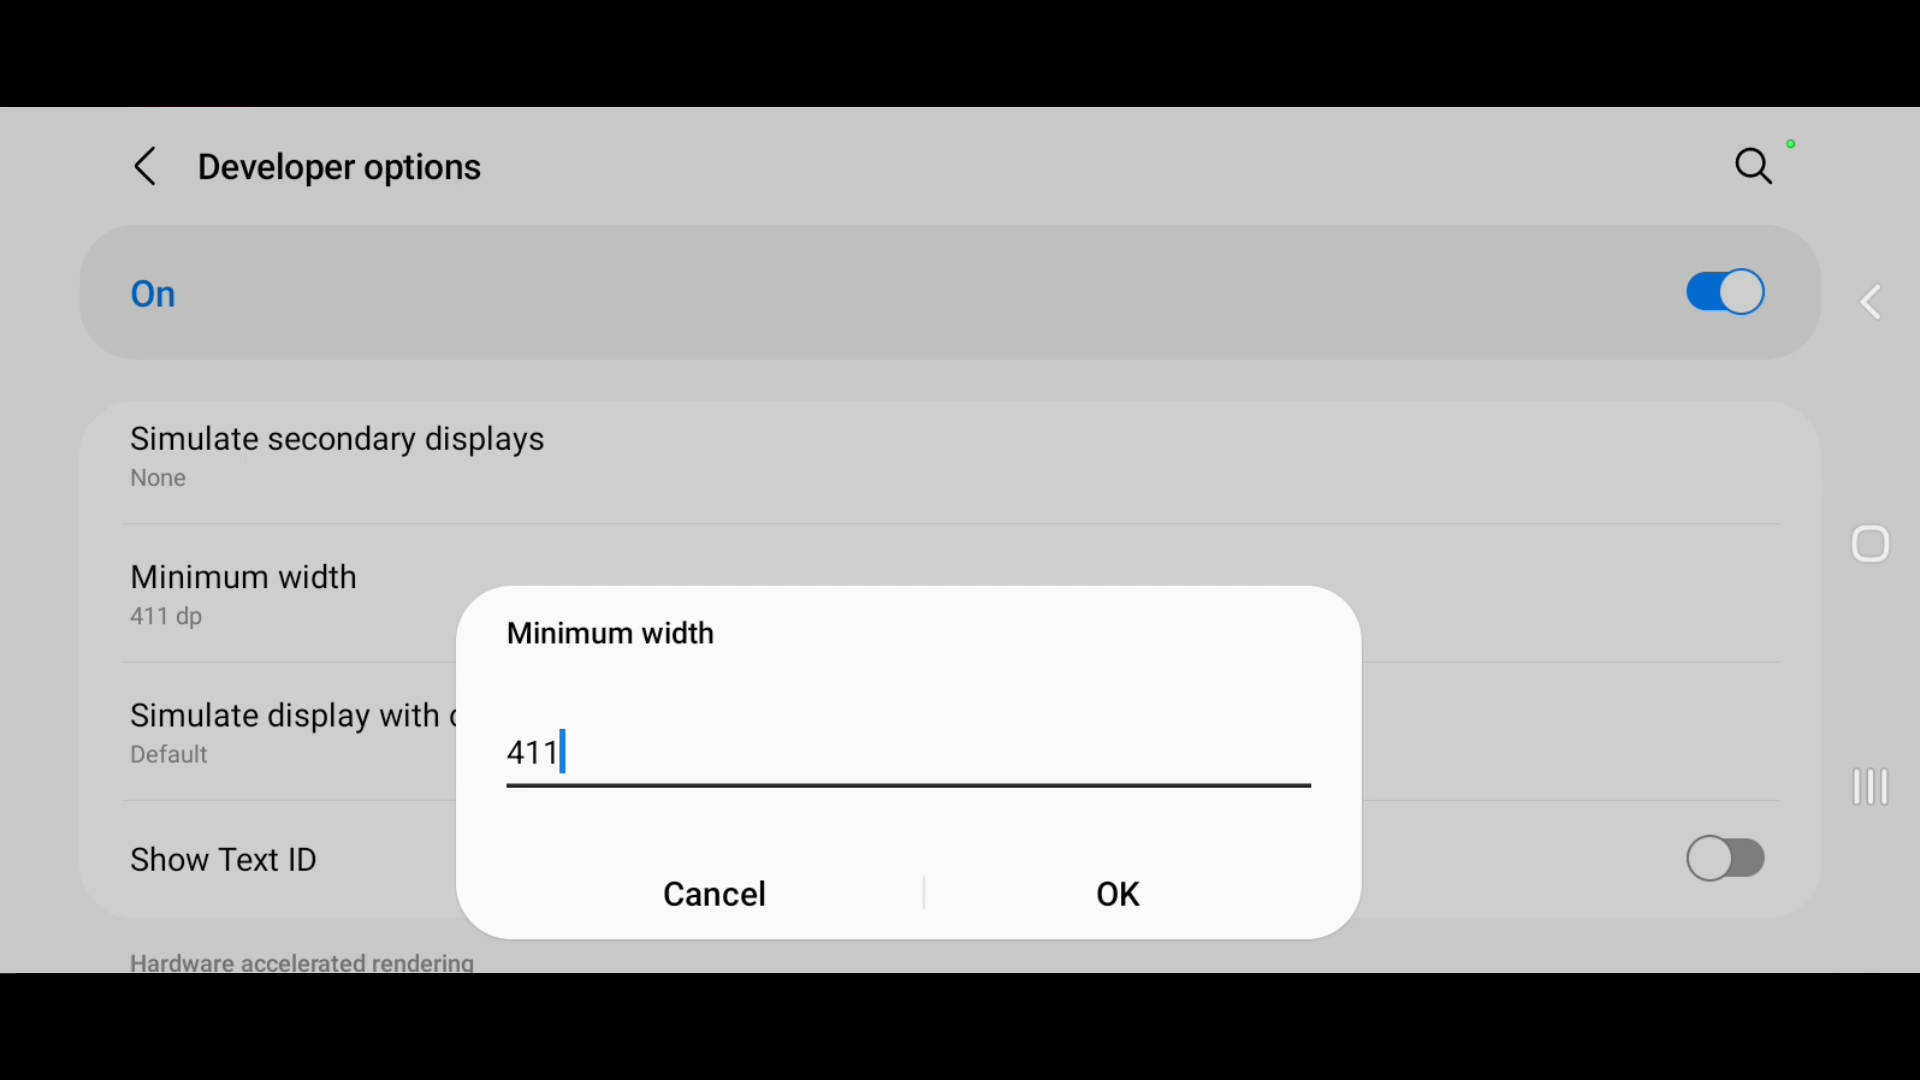 Developer options
On
Simulate secondary displays
None
Minimum width
411 dp
Simulate display with
Default
Show Text ID
Hardware accelerated rendering
Minimum width
411
Cancel
OK